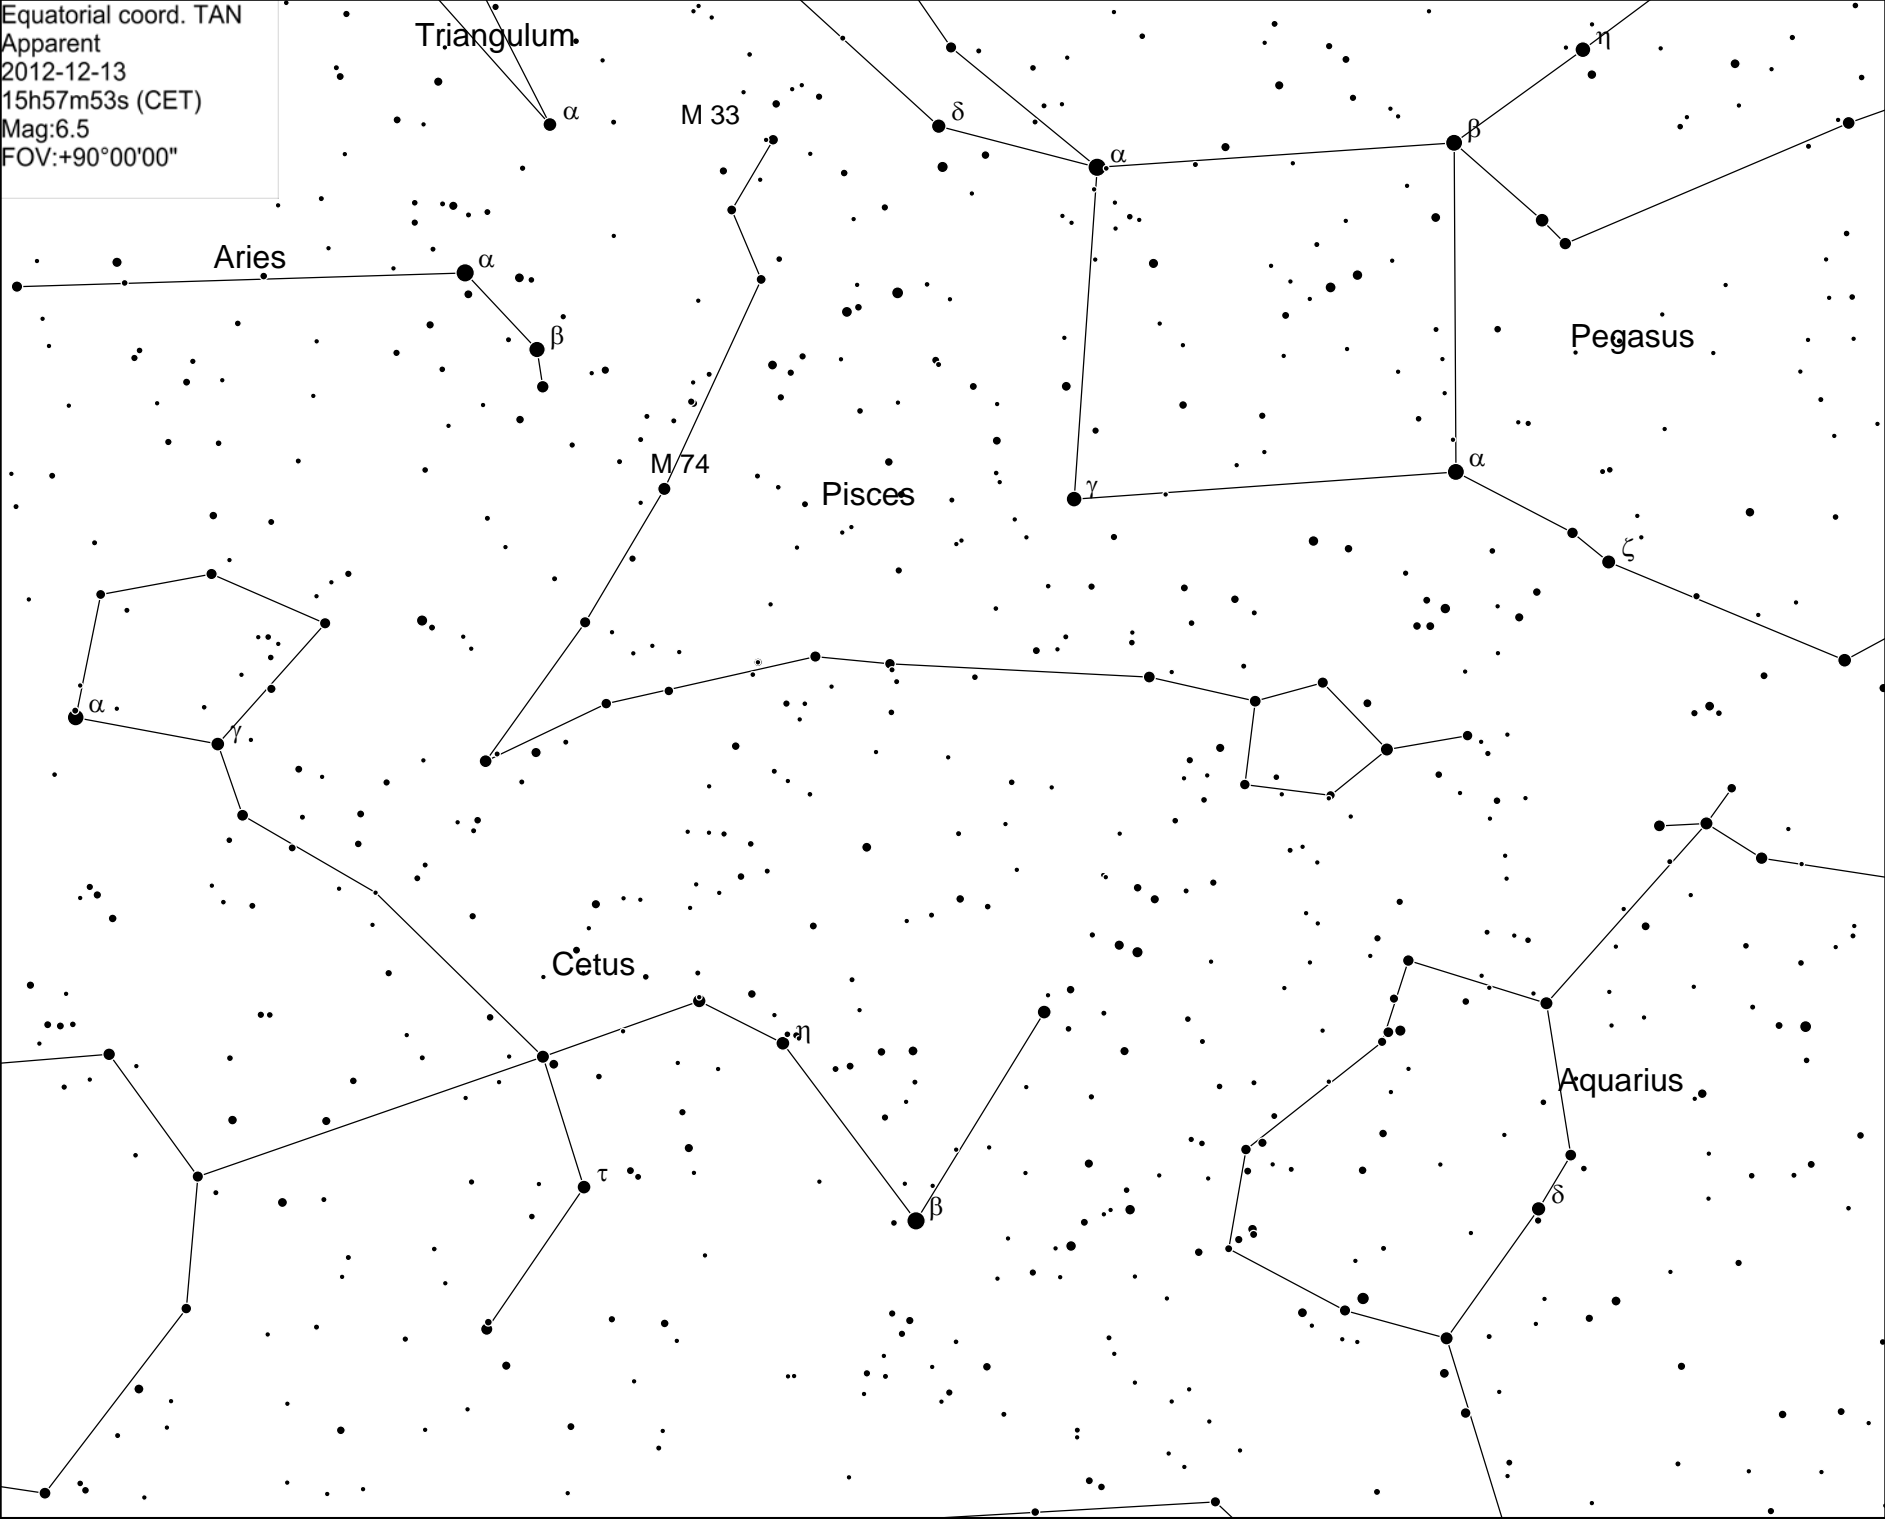 Equatorial coord. TAN
Apparent
2012-12-13
15h57m53s (CET)
Mag:6.5
FOV:+90°00'00"
Triangulum
α
M 33
δ
α
β
η
Aries
α
β
Pegasus
M 74
Pisces
γ
α
ζ
α
γ
Cetus
η
Aquarius
τ
β
δ